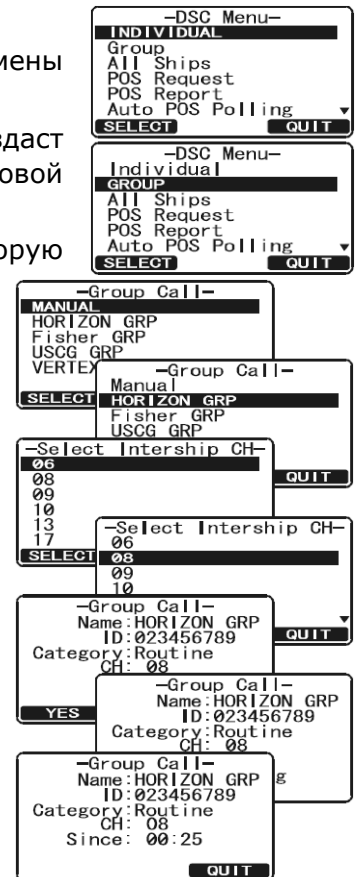 мены
здаст
овой
орую
—DSC Menu—
INDIVIDUAL
Group
All Ships
POS Request
POS Report
Auto POS Polling ▼
SELECT QUIT
—DSC Menu—
Individual
GROUP
All Ships
POS Request
POS Report
Auto POS Polling ▼
SELECT QUIT
—Group Call—
MANUAL
HORIZON GRP
Fisher GRP
USCG GRP
VERTEX
SELECT
—Group Call—
Manual
HORIZON GRP
Fisher GRP
USCG GRP
QUIT
—Select Intership CH—
06
08
09
10
13
17
SELECT
—Select Intership CH—
06
08
09
10
▼
QUIT
—Group Call—
Name:HORIZON GRP
ID:023456789
Category:Routine
CH: 08
YES
—Group Call—
Name:HORIZON GRP
ID:023456789
Category:Routine
CH: 08
g
—Group Call—
Name:HORIZON GRP
ID:023456789
Category:Routine
CH: 08
Since: 00:25
QUIT